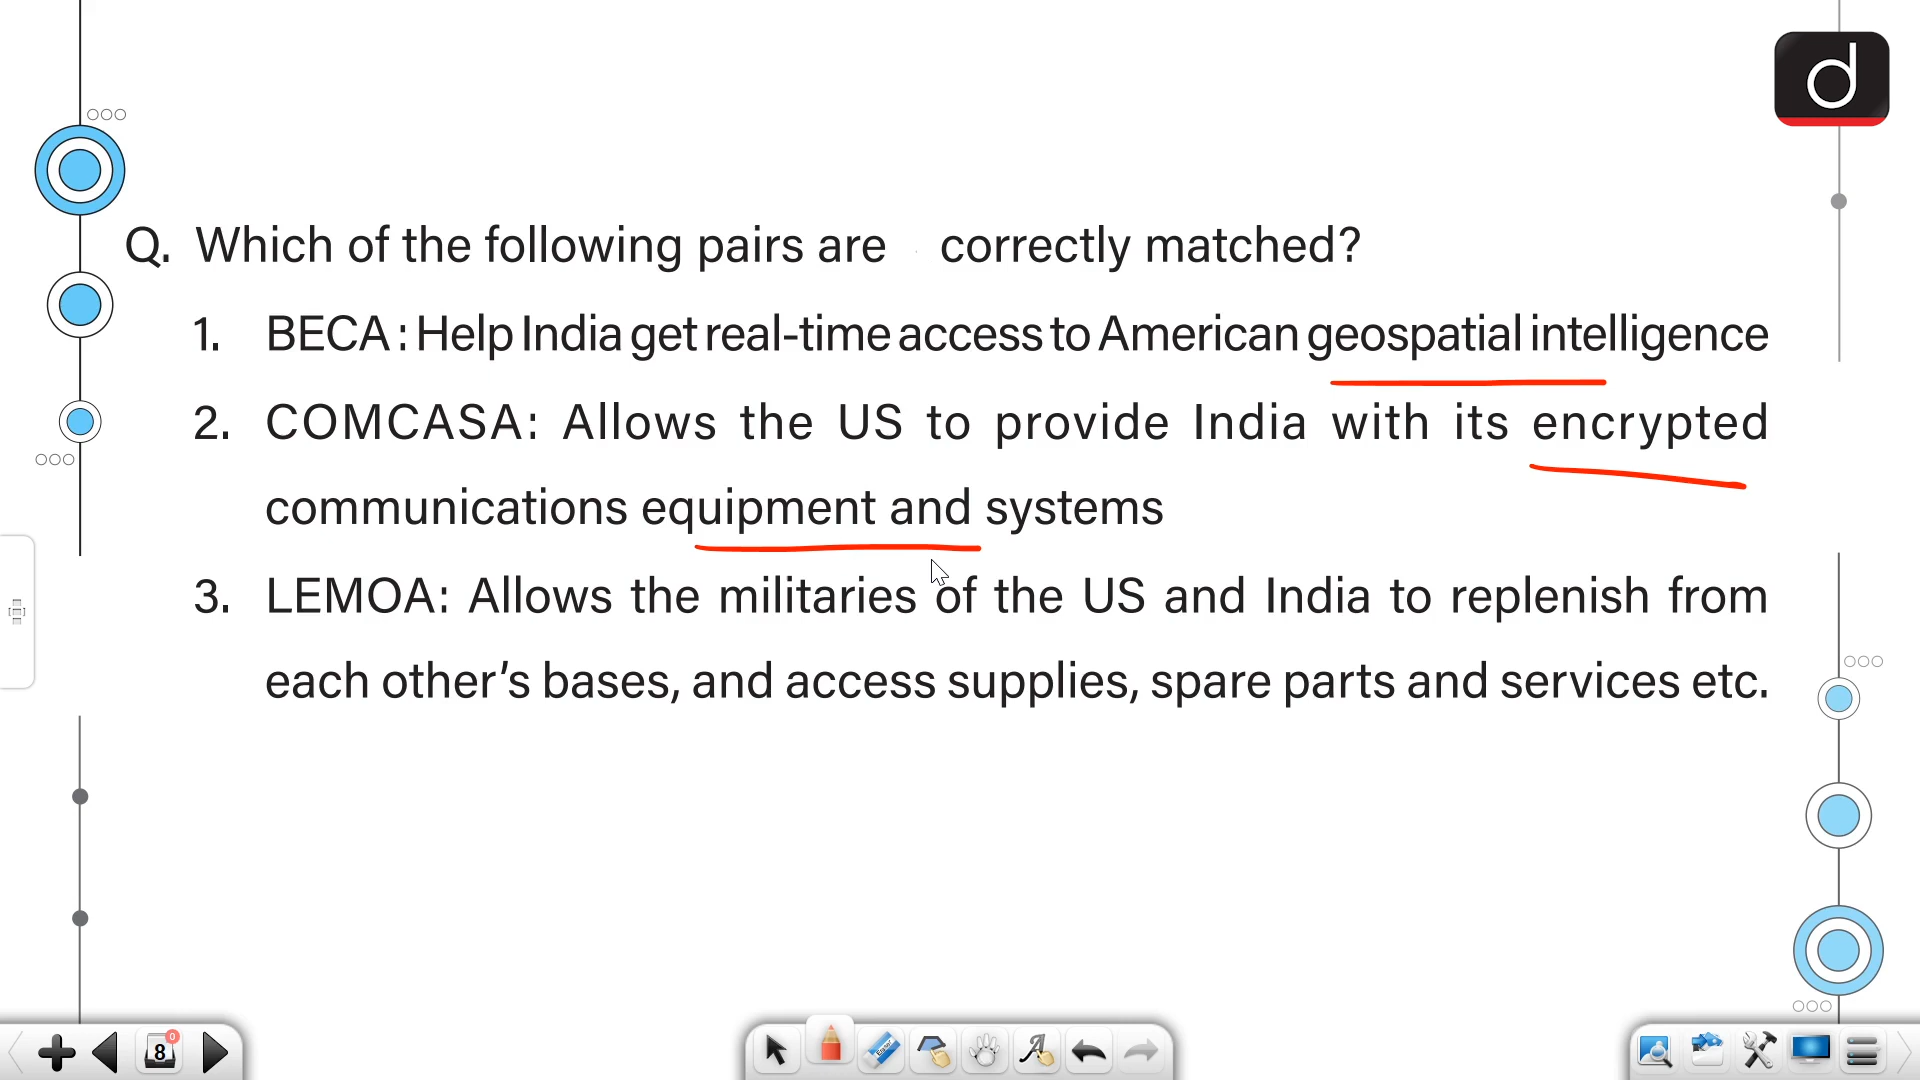 d
Q. Which of the following pairs are correctly matched?
1. BECA : Help India get real-time access to American geospatial intelligence
2. COMCASA: Allows the US to provide India with its encrypted
communications equipment and systems
3. LEMOA: Allows the militaries of the US and India to replenish from
each other’s bases, and access supplies, spare parts and services etc.
8
0